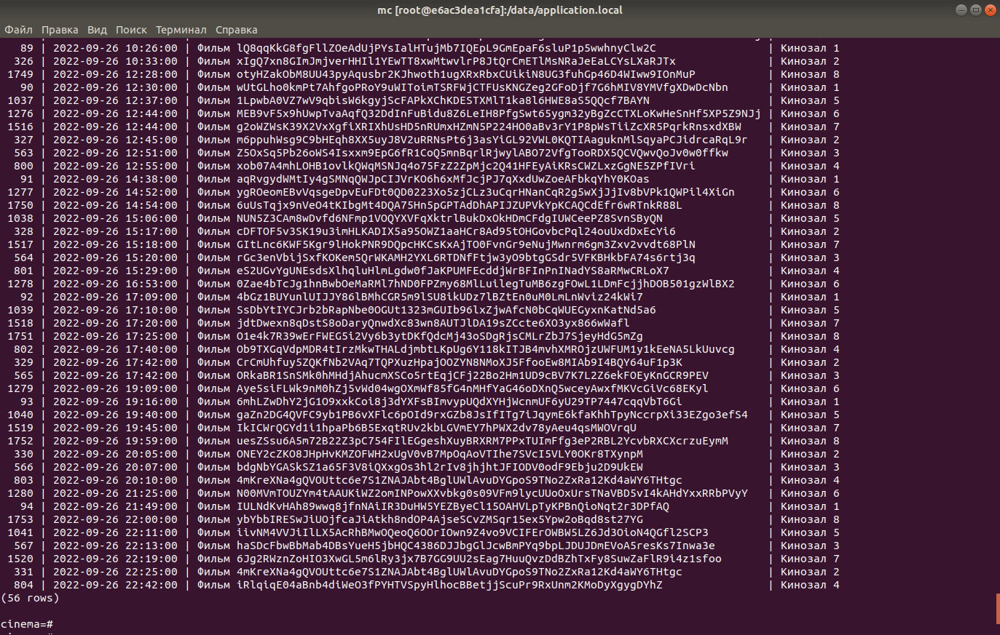 mc [root@e6ac3dea1cfa]:/data/application.local
Файл Правка Вид Поиск Терминал Справка
89 | 2022-09-26 10:26:00 | Фильм lQ8qqKkG8fgFllZOeAdUjPYsIalHTujMb7IQEpL9GmEpaF6sluP1p5wwhnyClw2C | Кинозал 1
326 | 2022-09-26 10:33:00 | Фильм xIgQ7xn8GImJmjverHHIl1YEwTT8xwMtwvlrP8JtQrCmETlMsNRaJeEaLCYsLXaRJTx | Кинозал 2
1749 | 2022-09-26 12:28:00 | Фильм otyHZakObM8UU43pyAqusbr2KJhwoth1ugXRxRbxCUikiN8UG3fuhGp46D4WIww9IOnMuP | Кинозал 8
90 | 2022-09-26 12:30:00 | Фильм wUtGLho0kmPt7AhfgoPRoY9uWIToimTSRFWjCTFUsKNGZeg2GFoDjf7G6hMIV8YMVfgXDwDcNbn | Кинозал 1
1037 | 2022-09-26 12:37:00 | Фильм 1LpwbA0VZ7wV9qbisW6kgyjScFAPkXChKDESTXMlT1ka8l6HWE8aS5QQcf7BAYN | Кинозал 5
1276 | 2022-09-26 12:44:00 | Фильм MEB9vF5x9hUwpTvaAqfQ32DdInFuBidu8Z6LeIH8PfgSwt65ygm32yBgZcCTXLoKwHeSnHf5XP5Z9NJj | Кинозал 6
1516 | 2022-09-26 12:44:00 | Фильм g2oWZWsK39X2VxXgfiXRIXhUsHD5nRUmxHZmN5P224HO0aBv3rY1P8pWsTiiZcXR5PqrkRnsxdXBW | Кинозал 7
327 | 2022-09-26 12:45:00 | Фильм m6ppuhWsg9C9bHEqh8XX5uyJ8V2uRRNsPt6j3asYiGL92VWL0KQTIAaguknMlSqyaPCJidrcaRqL9r | Кинозал 2
563 | 2022-09-26 12:51:00 | Фильм Z5OxSq5Pb26oWS4Isxxm9EpG6fR1CoQ5mnBqrlRjwylABO72VfgTooRDX5QCVQwvQoJv0w0ffkw | Кинозал 3
800 | 2022-09-26 12:55:00 | Фильм xob07A4mhLOHB1ovlkQWqMSNJq4o75FzZ2ZpMjc2Q41HFEyAiKRsCWZLxzGgNE5ZPfIVri | Кинозал 4
91 | 2022-09-26 14:38:00 | Фильм aqRvgydWMtIy4gSMNqQWJpCIJVrKO6h6xMfJcjPJ7qXxdUwZoeAFbkqYhY0KOas | Кинозал 1
1277 | 2022-09-26 14:52:00 | Фильм ygROeomEBvVqsgeDpvEuFDt0QD0223Xo5zjCLz3uCqrHNanCqR2g5wXjJjIv8bVPk1QWPil4XiGn | Кинозал 6
1750 | 2022-09-26 14:54:00 | Фильм 6uUsTqjx9nVeO4tKIbgMt4DQA75Hn5pGPTAdDhAPIJZUPVkYpKCAQCdEfr6wRTnkR88L | Кинозал 8
1038 | 2022-09-26 15:06:00 | Фильм NUN5Z3CAm8wDvfd6NFmp1VOQYXVFqXktrlBukDxOkHDmCFdgIUWCeePZ8SvnSByQN | Кинозал 5
328 | 2022-09-26 15:17:00 | Фильм cDFTOF5v3SK19u3imHLKADIX5a95OWZ1aaHCr8Ad95tOHGovbcPql24ouUxdDxEcYi6 | Кинозал 2
1517 | 2022-09-26 15:18:00 | Фильм GItLnc6KWF5Kgr9lHokPNR9DQpcHKCsKxAjTO0FvnGr9eNujMwnrm6gm3Zxv2vvdt68PlN | Кинозал 7
564 | 2022-09-26 15:20:00 | Фильм rGc3enVbijSxfKOKem5QrWKAMH2YXL6RTDNfFtjw3yO9btgGSdr5VFKBHkbFA74s6rtj3q | Кинозал 3
801 | 2022-09-26 15:29:00 | Фильм eS2UGvYgUNEsdsXlhqluHlmLgdw0fJaKPUMFEcddjWrBFInPnINadYS8aRMwCRLoX7 | Кинозал 4
1278 | 2022-09-26 16:53:00 | Фильм 0Zae4bTcJg1hnBwbOeMaRMl7hND0FPZmy68MlLuilegTuMB6zgFOwL1LDmFcjjhDOB501gzWlBX2 | Кинозал 6
92 | 2022-09-26 17:09:00 | Фильм 4bGz1BUYunlUIJJY86lBMhCGR5m9lSU8ikUDz7lBZtEn0uM0LmLnWviz24kWi7 | Кинозал 1
1039 | 2022-09-26 17:10:00 | Фильм SsDbYtIYCJrb2bRapNbe0OGUt1323mGUIb96lxZjwAfcN0bCqWUEGyxnKatNd5a6 | Кинозал 5
1518 | 2022-09-26 17:20:00 | Фильм jdtDwexn8qDstS8oDaryQnwdXc83wn8AUTJlDA19sZCcte6XO3yx866wWafl | Кинозал 7
1751 | 2022-09-26 17:25:00 | Фильм O1e4k7R39wErFWEG5i2Vy6b3ytDKfQdcMj43oSDgRjsCMLrZbJ7SjeyHdG5mZg | Кинозал 8
802 | 2022-09-26 17:40:00 | Фильм Ob9TXGqVdpMDR4tIrzMkwTHALdjmbtLKpUg6Y118kITJB4mvhXMROjzUWFUM1y1kEeNA5LkUuvcg | Кинозал 4
329 | 2022-09-26 17:42:00 | Фильм CrCmUhfuy5ZQKfNb2VAq7TQPXuzHpajOOZYN8NMoXJ5FfooEw8MIAb9I4BQY64uF1p3K | Кинозал 2
565 | 2022-09-26 17:42:00 | Фильм ORkaBR1SnSMk0hMHdjAhucmXSCo5rtEqjCFj22Bo2Hm1UD9cBV7K7L2Z6ekFOEyKnGCR9PEV | Кинозал 3
1279 | 2022-09-26 19:09:00 | Фильм Aye5siFLWk9nM0hZj5vWd04wgOXmWf85fG4nMHfYaG46oDXnQ5wceyAwxfMKVcGiVc68EKyl | Кинозал 6
93 | 2022-09-26 19:16:00 | Фильм 6mhLZwDhY2jG1O9xxkCoi8j3dYXFsBImvypUQdXYHjWcnmUF6yU29TP7447cqqVbT6Gi | Кинозал 1
1040 | 2022-09-26 19:40:00 | Фильм gaZn2DG4QVFC9yb1PB6vXFlc6pOId9rxGZb8JsIfITg7iJqymE6kfaKhhTpyNccrpXi33EZgo3efS4 | Кинозал 5
1519 | 2022-09-26 19:45:00 | Фильм IkICWrQGYd1i1hpaPb6B5ExqtRUv2kbLGVmEY7hPWX2dv78yAeu4qsMWOVrqU | Кинозал 7
1752 | 2022-09-26 19:59:00 | Фильм uesZSsu6A5m72B22Z3pC754FIlEGgeshXuyBRXRM7PPxTUImFfg3eP2RBL2YcvbRXCXcrzuEymM | Кинозал 8
330 | 2022-09-26 20:05:00 | Фильм ONEY2cZKO8JHpHvKMZOFWH2xUgV0vB7MpOqAoVTIhe7SVcI5VLY0OKr8TXynpM | Кинозал 2
566 | 2022-09-26 20:07:00 | Фильм bdgNbYGASkSZ1a65F3V8iQXxgOs3hl2rIv8jhjhtJFIODV0odF9Ebju2D9UkEW | Кинозал 3
803 | 2022-09-26 20:10:00 | Фильм 4mKreXNa4gQVOUttc6e7S1ZNAJAbt4BglUWlAvuDYGpoS9TNo2ZxRa12Kd4aWY6THtgc | Кинозал 4
1280 | 2022-09-26 21:25:00 | Фильм N00MVmTOUZYm4tAAUKiWZ2omINPowXXvbkg0s09VFm9lycUUoOxUrsTNaVBD5vI4kAHdYxxRRbPVyY | Кинозал 6
94 | 2022-09-26 21:49:00 | Фильм IULNdKvHAh89wwq8jfnNAiIR3DuHW5YEZByeCl15OAHVLpTyKPBnQioNqt2r3DPfAQ | Кинозал 1
1753 | 2022-09-26 22:00:00 | Фильм ybYbbIRESwJiUOjfcaJiAtkh8ndOP4AjseSCvZMSqr15ex5Ypw2oBqd8st27YG | Кинозал 8
1041 | 2022-09-26 22:11:00 | Фильм iivNM4VVJiIlLX5AcRhBMwOQeoQ6OOrIOwn9Z4vo9VCIFErOWBW5LZ6Jd3OioN4QGfl2SCP3 | Кинозал 5
567 | 2022-09-26 22:13:00 | Фильм haSDcFbwBbMab4DBsYueH5jbHQC4386DJJbgGlJcwBmPYq9bpLJDUJDmEVoA5resKs7Inwa3e | Кинозал 3
1520 | 2022-09-26 22:19:00 | Фильм 6Jg2RWznZoHIO3XwGL5m6lRy3jx7B7GG9UU2sEag7HuuQvzDdBZhTxFy8SuwZaFlR9i4z1sfoo | Кинозал 7
331 | 2022-09-26 22:25:00 | Фильм 4mKreXNa4gQVOUttc6e7S1ZNAJAbt4BglUWlAvuDYGpoS9TNo2ZxRa12Kd4aWY6THtgc | Кинозал 2
804 | 2022-09-26 22:42:00 | Фильм iRlqiqE04aBnb4diWeO3fPYHTVSpyHlhocBBetjjScuPr9RxUnm2KMoDyXgygDYhZ | Кинозал 4
(56 rows)
cinema=#